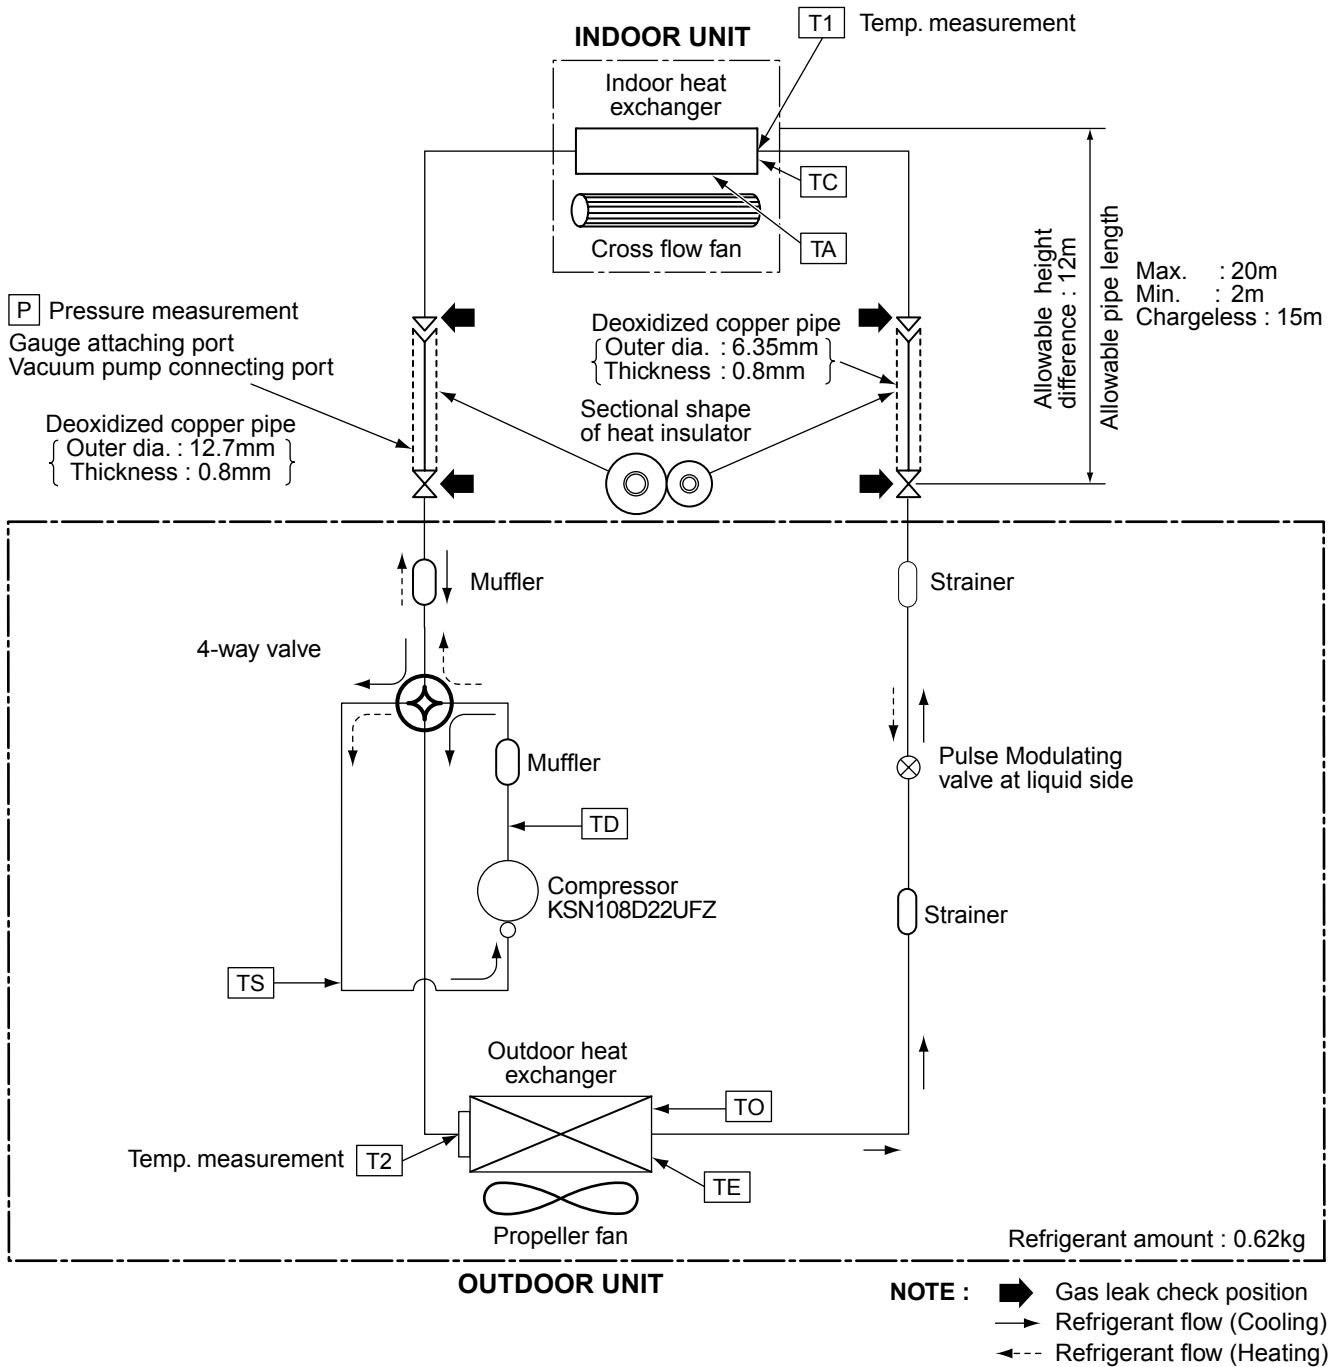 T1 Temp. measurement
INDOOR UNIT
Indoor heat
exchanger
TC
Cross flow fan
TA
Allowable height
difference : 12m
Allowable pipe length
Max. : 20m
Min. : 2m
Chargeless : 15m
P Pressure measurement
Gauge attaching port
Vacuum pump connecting port
Deoxidized copper pipe
Outer dia. : 12.7mm
Thickness : 0.8mm
Deoxidized copper pipe
Outer dia. : 6.35mm
Thickness : 0.8mm
Sectional shape
of heat insulator
Muffler
Strainer
4-way valve
Muffler
Pulse Modulating
valve at liquid side
TD
Compressor
KSN108D22UFZ
Strainer
TS
Outdoor heat
exchanger
TO
Temp. measurement T2
TE
Propeller fan
Refrigerant amount : 0.62kg
OUTDOOR UNIT
NOTE : Gas leak check position
Refrigerant flow (Cooling)
Refrigerant flow (Heating)